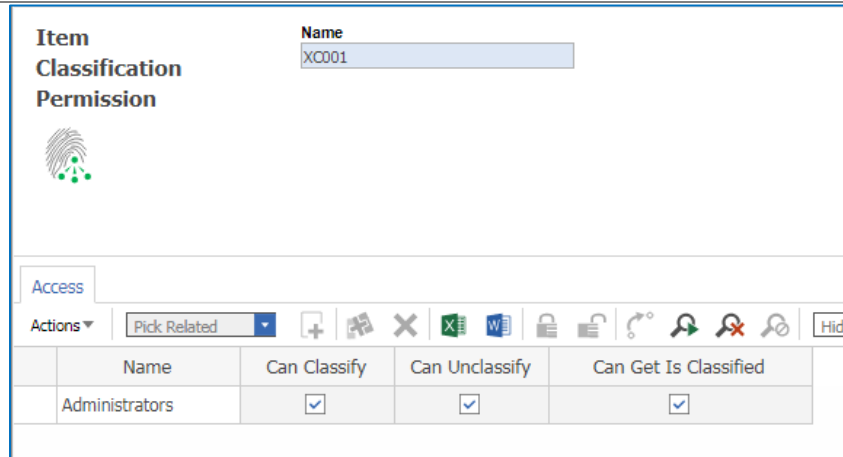 Item
Classification
Permission
Name
XC001
Access
Actions Pick Related Hid
Name Can Classify Can Unclassify Can Get Is Classified
Administrators